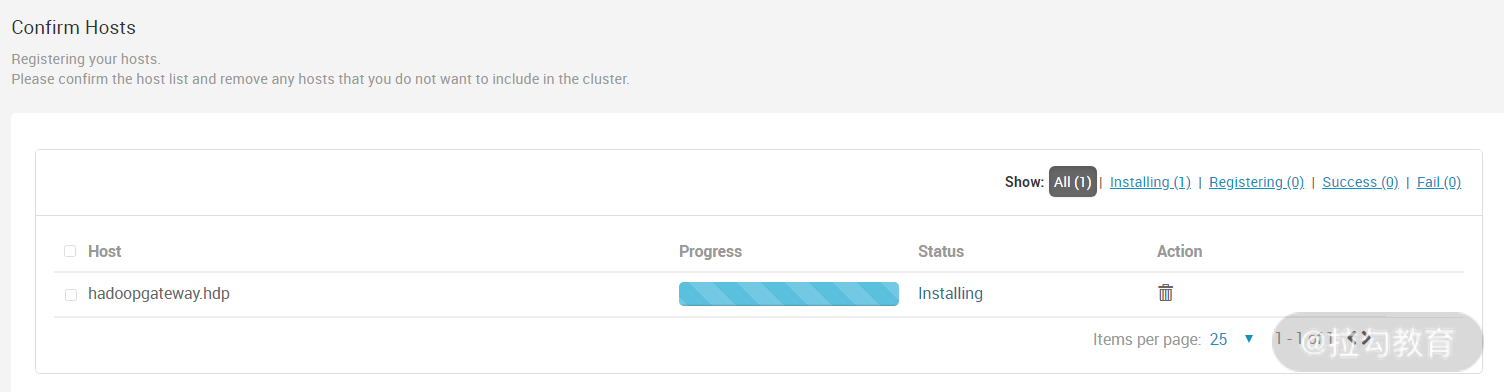 Confirm Hosts
Registering your hosts.
Please confirm the host list and remove any hosts that you do not want to include in the cluster.
Show: All (1) | Installing (1) | Registering (0) | Success (0) | Fail (0)
Host Progress Status Action
hadoopgateway.hdp Installing
Items per page: 25 1 - 1 of 1
@拉勾教育